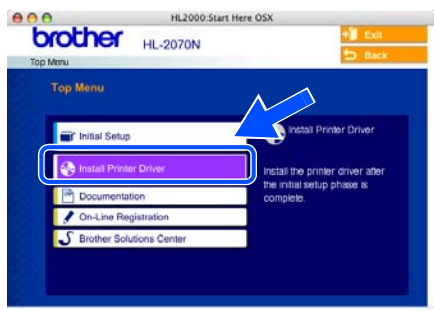 HL2000:Start Here OSX
brother HL-2070N
Exit
Back
Top Menu
Top Menu
Initial Setup
Install Printer Driver
Install Printer Driver
Install the printer driver after
the initial setup phase is
complete.
Documentation
On-Line Registration
Brother Solutions Center